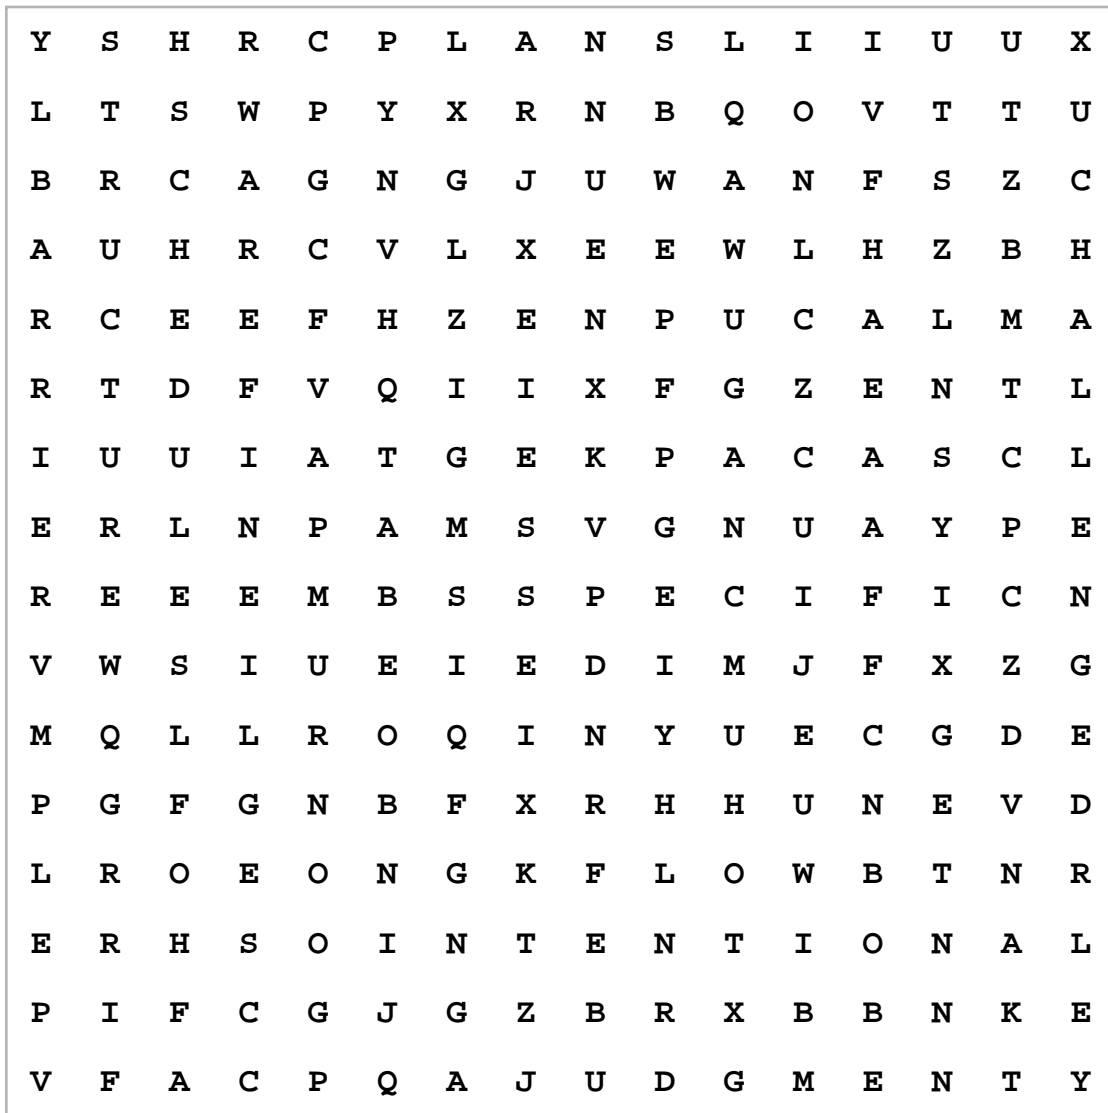 Y S H R C P L A N S L I I U U X
L T S W P Y X R N B Q O V T T U
B R C A G N G J U W A N F S Z C
A U H R C V L X E E W L H Z B H
R C E E F H Z E N P U C A L M A
R T D F V Q I I X F G Z E N T L
I U U I A T G E K P A C A S C L
E R L N P A M S V G N U A Y P E
R E E E M B S S P E C I F I C N
V W S I U E I E D I M J F X Z G
M Q L L R O Q I N Y U E C G D E
P G F G N B F X R H H U N E V D
L R O E O N G K F L O W B T N R
E R H S O I N T E N T I O N A L
P I F C G J G Z B R X B B N K E
V F A C P Q A J U D G M E N T Y